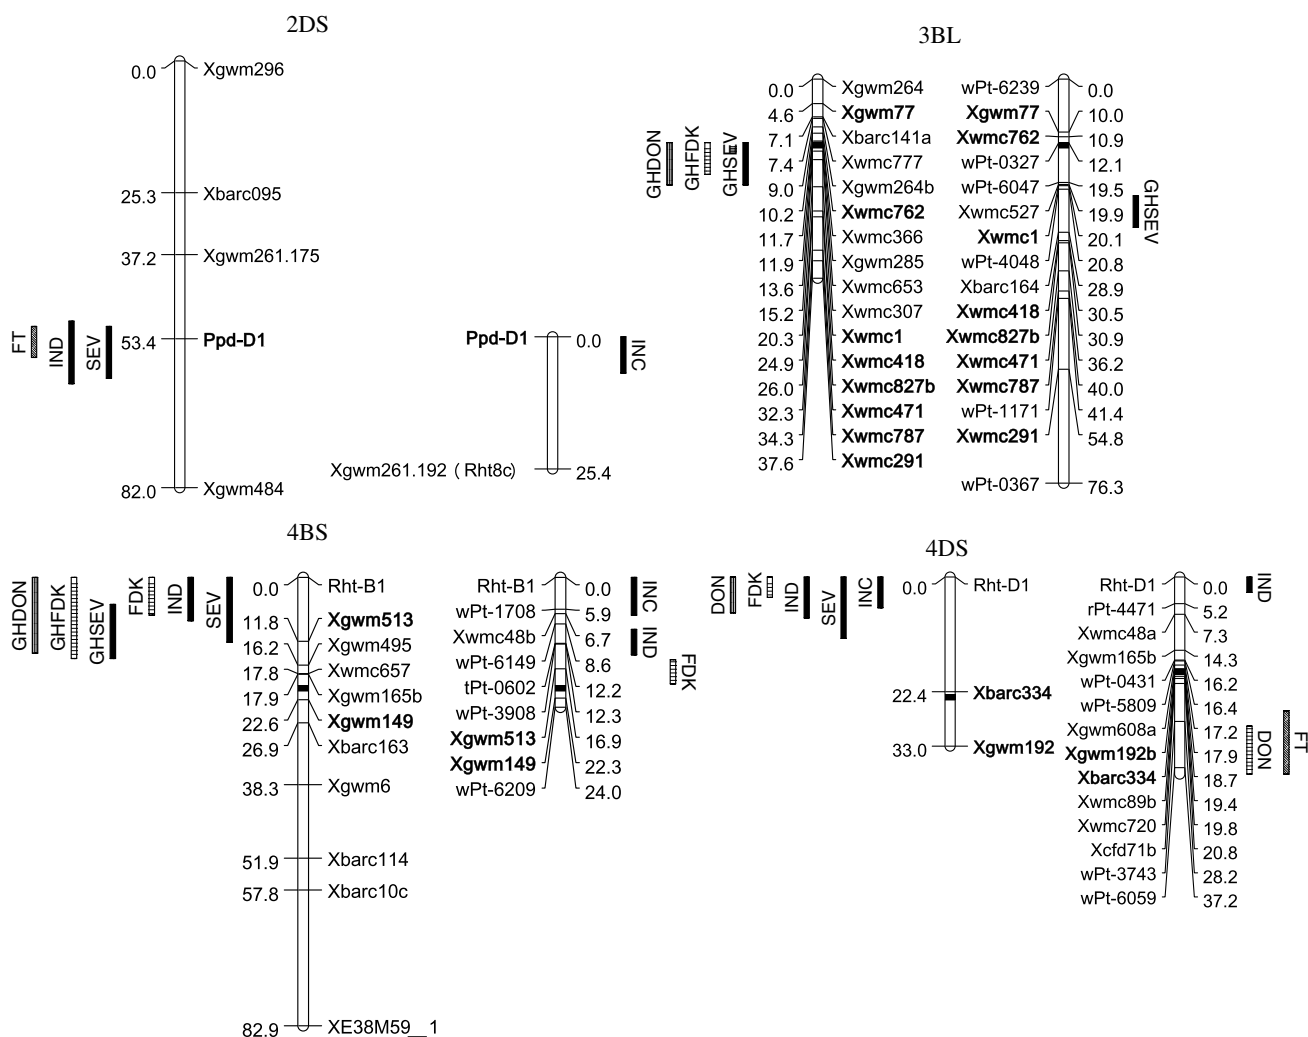 2DS
0.0 Xgwm296
25.3 Xbarc095
37.2 Xgwm261.175
53.4 Ppd-D1
82.0 Xgwm484
FT
IND
SEV
Ppd-D1 0.0
Xgwm261.192 ( Rht8c) 25.4
INC
3BL
GHDON
GHFDK
GHSEV
0.0 Xgwm264
4.6 Xgwm77
7.1 Xbarc141a
7.4 Xwmc777
9.0 Xgwm264b
10.2 Xwmc762
11.7 Xwmc366
11.9 Xgwm285
13.6 Xwmc653
15.2 Xwmc307
20.3 Xwmc1
24.9 Xwmc418
26.0 Xwmc827b
32.3 Xwmc471
34.3 Xwmc787
37.6 Xwmc291
wPt-6239 0.0
Xgwm77 10.0
Xwmc762 10.9
wPt-0327 12.1
wPt-6047 19.5
Xwmc527 19.9
Xwmc1 20.1
wPt-4048 20.8
Xbarc164 28.9
Xwmc418 30.5
Xwmc827b 30.9
Xwmc471 36.2
Xwmc787 40.0
wPt-1171 41.4
Xwmc291 54.8
wPt-0367 76.3
GHSEV
4BS
GHDON
GHFDK
GHSEV
FDK
IND
SEV
0.0 Rht-B1
11.8 Xgwm513
16.2 Xgwm495
17.8 Xwmc657
17.9 Xgwm165b
22.6 Xgwm149
26.9 Xbarc163
38.3 Xgwm6
51.9 Xbarc114
57.8 Xbarc10c
82.9 XE38M59__1
Rht-B1 0.0
wPt-1708 5.9
Xwmc48b 6.7
wPt-6149 8.6
tPt-0602 12.2
wPt-3908 12.3
Xgwm513 16.9
Xgwm149 22.3
wPt-6209 24.0
INC
IND
FDK
4DS
DON
FDK
IND
SEV
INC
0.0 Rht-D1
22.4 Xbarc334
33.0 Xgwm192
Rht-D1 0.0
rPt-4471 5.2
Xwmc48a 7.3
Xgwm165b 14.3
wPt-0431 16.2
wPt-5809 16.4
Xgwm608a 17.2
Xgwm192b 17.9
Xbarc334 18.7
Xwmc89b 19.4
Xwmc720 19.8
Xcfd71b 20.8
wPt-3743 28.2
wPt-6059 37.2
IND
DON
FT